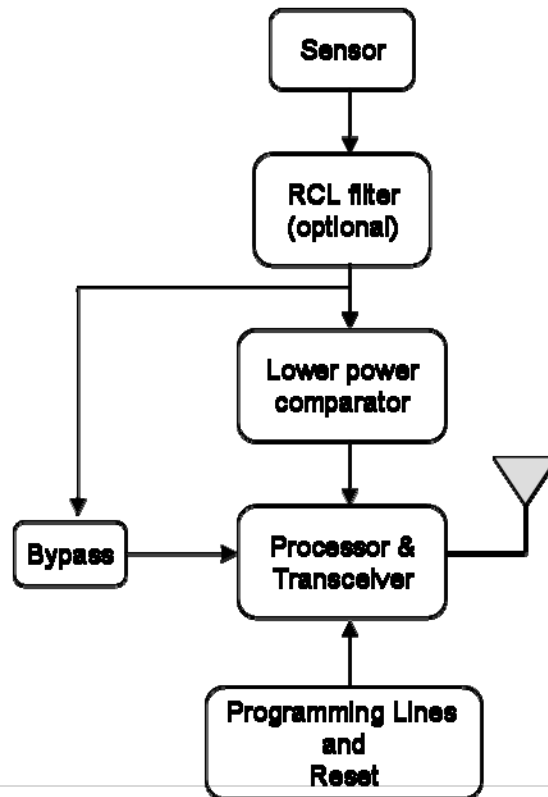 Sensor
RCL filter
(optional)
Lower power
comparator
Bypass
Processor &
Transceiver
Programming Lines
and
Reset